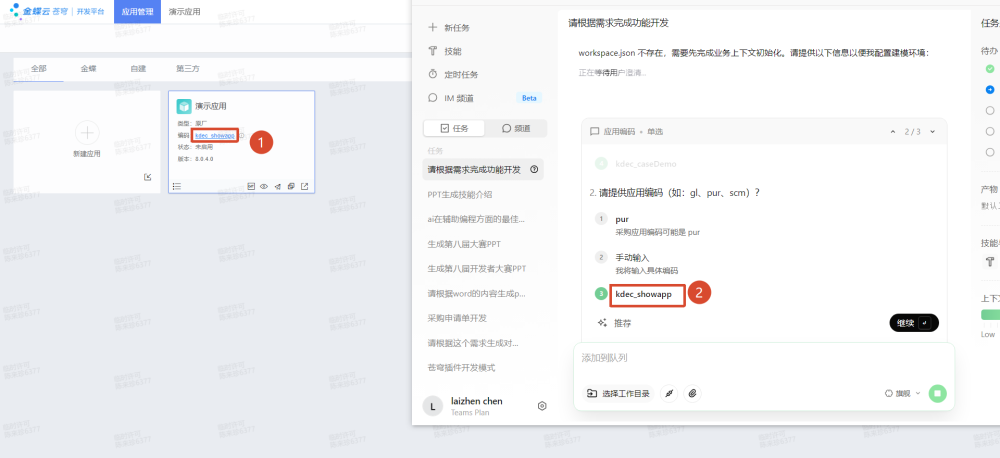 金蝶云 苍穹 | 开发平台
应用管理
演示应用
全部
金蝶
自建
第三方
新建应用
演示应用
类型: 原厂
编码: kdec_showapp
状态: 未启用
版本: 8.0.4.0
1
新任务
技能
定时任务
IM 频道
Beta
任务
频道
任务
请根据需求完成功能开发
PPT生成技能介绍
ai在辅助编程方面的最佳...
生成第八届大赛PPT
生成第八届开发者大赛PPT
请根据word的内容生成p...
采购申请单开发
请根据这个需求生成对...
苍穹插件开发模式
L
laizhen chen
Teams Plan
请根据需求完成功能开发
workspace.json 不存在，需要先完成业务上下文初始化。请提供以下信息以便我配置建模环境：
正在等待用户澄清...
应用编码 • 单选
2 / 3
kdec_caseDemo
2. 请提供应用编码（如：gl、pur、scm）？
1 pur
采购应用编码可能是 pur
2 手动输入
我将输入具体编码
3 kdec_showapp
2
推荐
继续
添加到队列
选择工作目录
旗舰
任务
待办
产物
默认
技能
上下
Low